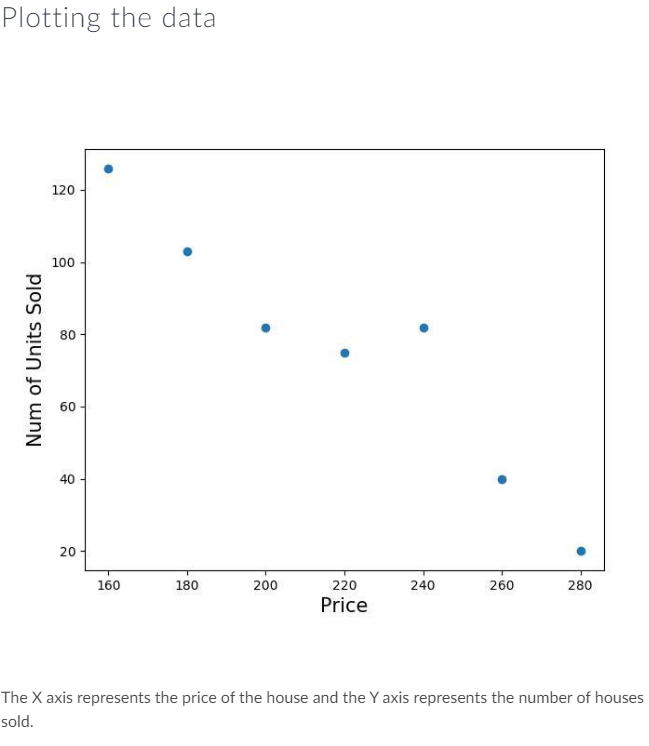 Plotting the data
120
100
80
60
40
20
Num of Units Sold
160 180 200 220 240 260 280
Price
The X axis represents the price of the house and the Y axis represents the number of houses
sold.